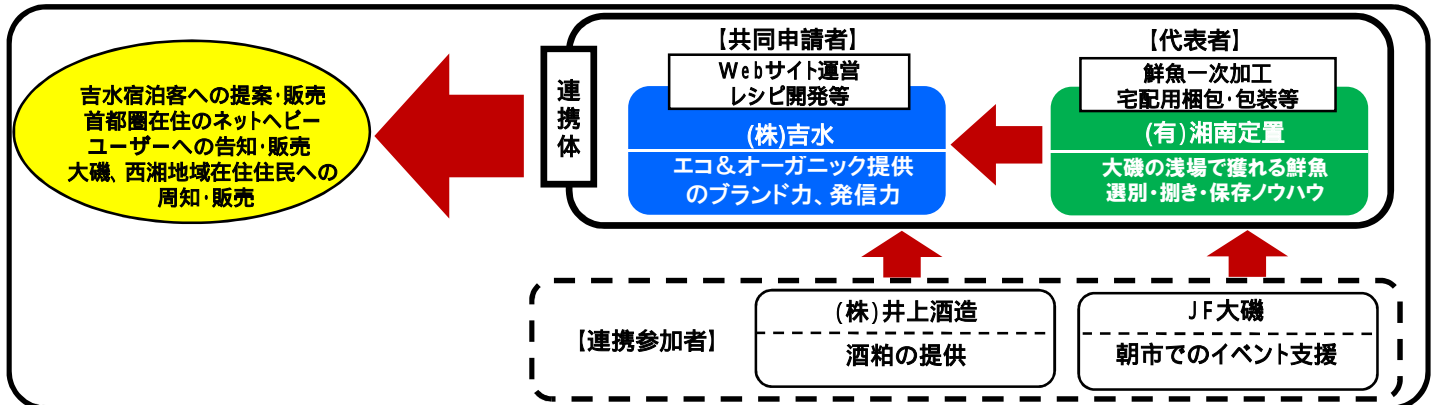 吉水宿泊客への提案・販売
首都圏在住のネットヘビー
ユーザーへの告知・販売
大磯、西湘地域在住住民への
周知・販売
連携体
【共同申請者】
Webサイト運営
レシピ開発等
(株)吉水
エコ＆オーガニック提供
のブランド力、発信力
【代表者】
鮮魚一次加工
宅配用梱包・包装等
(有)湘南定置
大磯の浅場で獲れる鮮魚
選別・捌き・保存ノウハウ
【連携参加者】
(株)井上酒造
酒粕の提供
JF大磯
朝市でのイベント支援